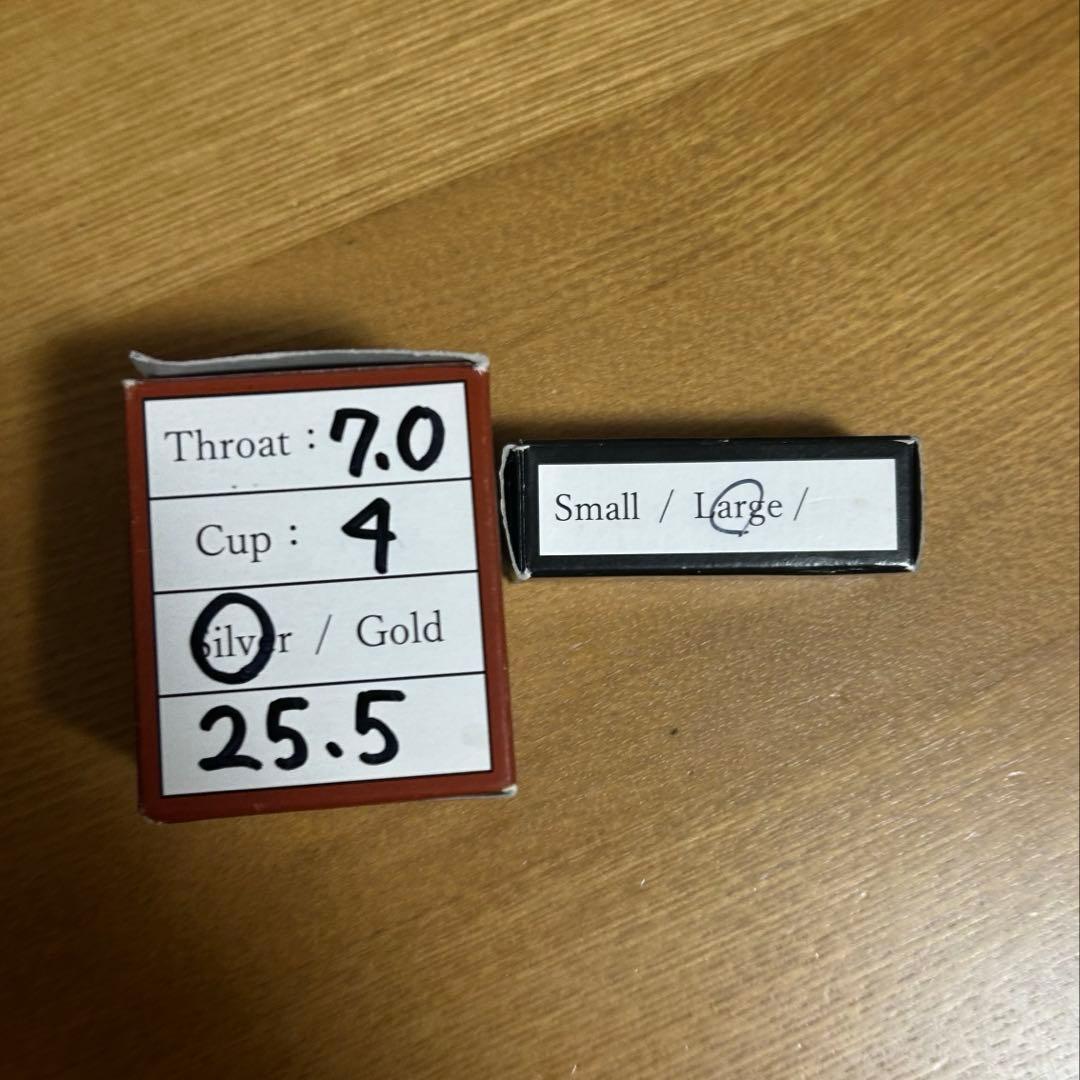 Throat : 7.0
Cup : 4
Silver / Gold
25.5
Small / Large /